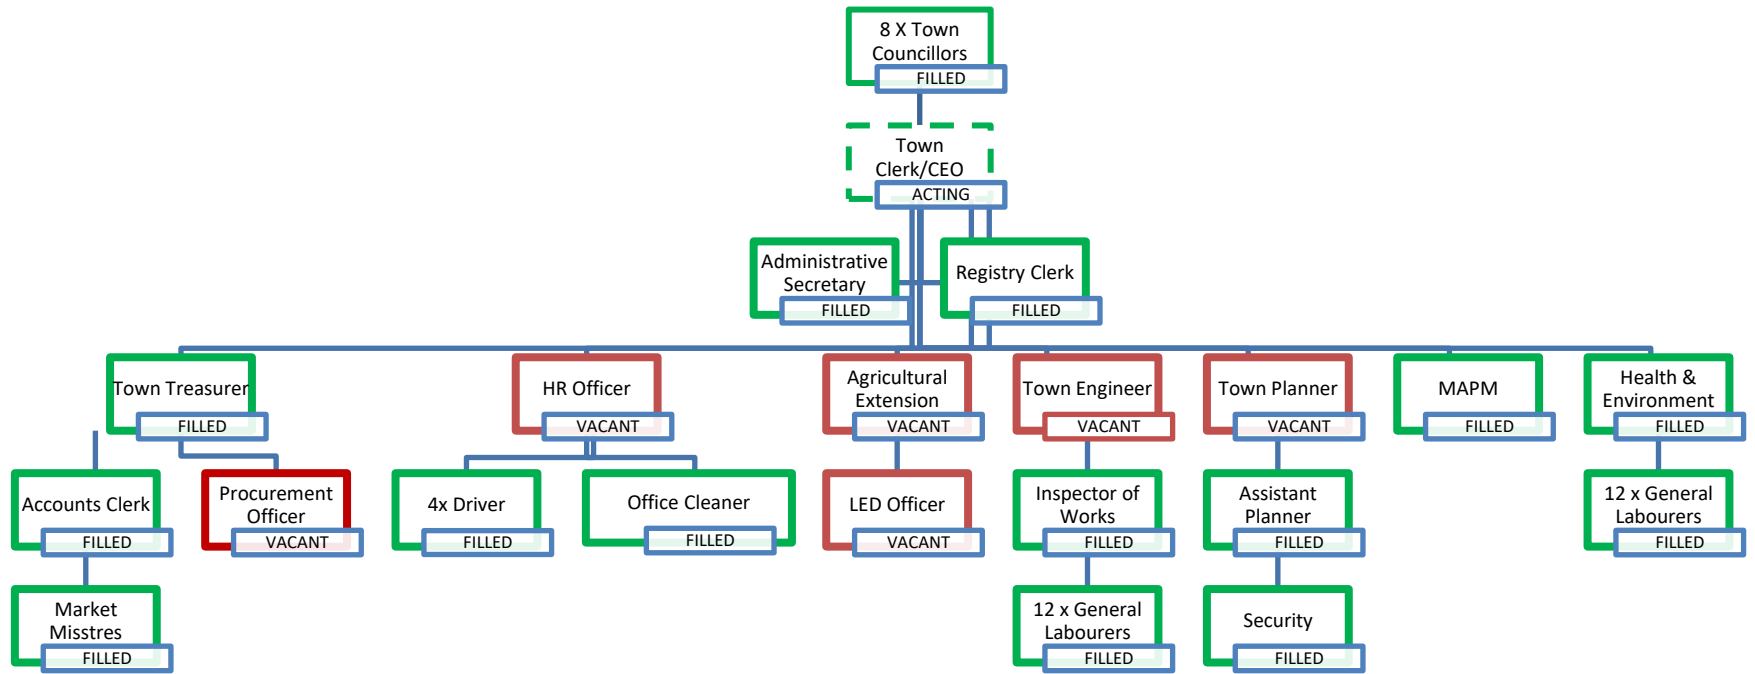 8 X Town
Councillors
FILLED
Town
Clerk/CEO
ACTING
Administrative
Secretary
FILLED
Registry Clerk
FILLED
Town Treasurer
FILLED
HR Officer
VACANT
Agricultural
Extension
VACANT
Town Engineer
VACANT
Town Planner
VACANT
MAPM
FILLED
Health &
Environment
FILLED
Accounts Clerk
FILLED
Procurement
Officer
VACANT
4x Driver
FILLED
Office Cleaner
FILLED
LED Officer
VACANT
Inspector of
Works
FILLED
Assistant
Planner
FILLED
12 x General
Labourers
FILLED
Market
Misstres
FILLED
12 x General
Labourers
FILLED
Security
FILLED